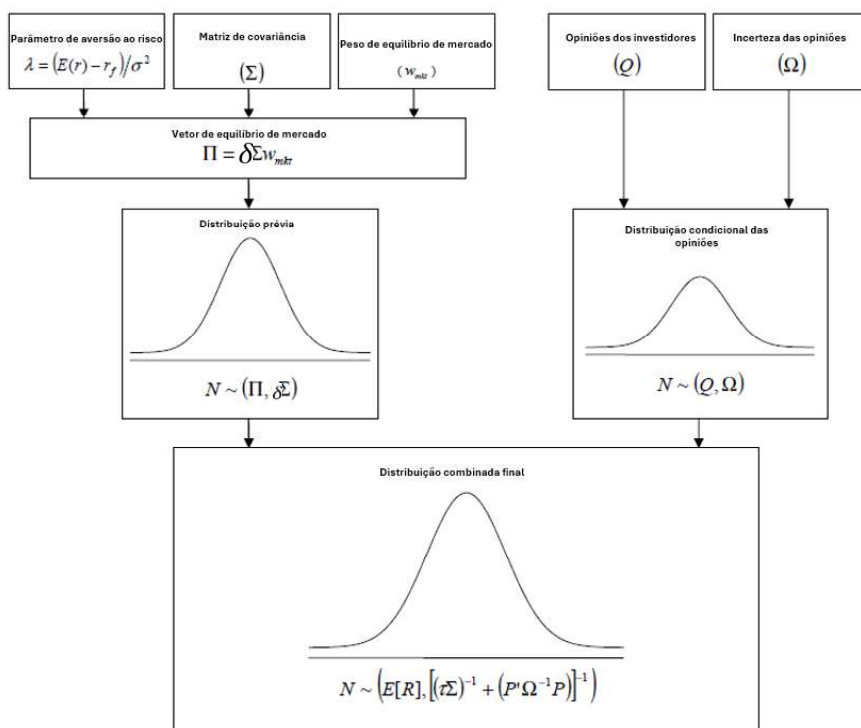 Parâmetro de aversão ao risco
λ = (E(r) − r_f)/σ²
Matriz de covariância
(Σ)
Peso de equilíbrio de mercado
(w_mkt)
Opiniões dos investidores
(Q)
Incerteza das opiniões
(Ω)
Vetor de equilíbrio de mercado
Π = δΣw_mkt
Distribuição prévia
N ~ (Π, δΣ)
Distribuição condicional das
opiniões
N ~ (Q, Ω)
Distribuição combinada final
N ~ (E[R], [(τΣ)⁻¹ + (P'Ω⁻¹P)]⁻¹)